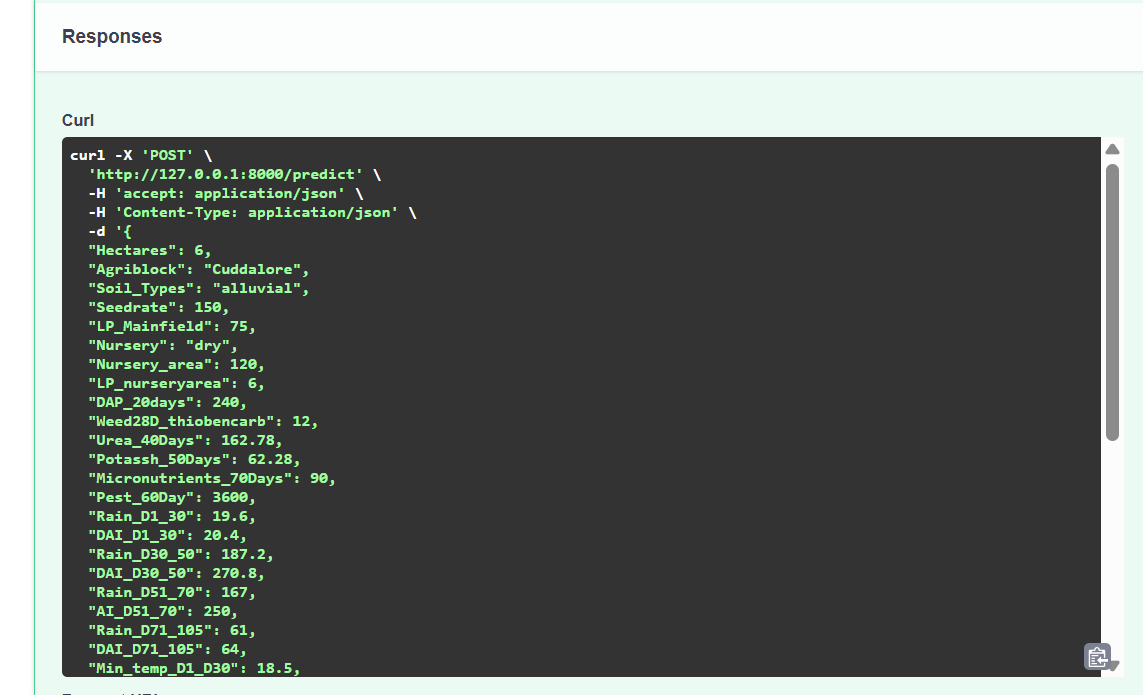 Responses
Curl
curl -X 'POST' \
'http://127.0.0.1:8000/predict' \
-H 'accept: application/json' \
-H 'Content-Type: application/json' \
-d '{
"Hectares": 6,
"Agriblock": "Cuddalore",
"Soil_Types": "alluvial",
"Seedrate": 150,
"LP_Mainfield": 75,
"Nursery": "dry",
"Nursery_area": 120,
"LP_nurseryarea": 6,
"DAP_20days": 240,
"Weed28D_thiobencarb": 12,
"Urea_40Days": 162.78,
"Potassh_50Days": 62.28,
"Micronutrients_70Days": 90,
"Pest_60Day": 3600,
"Rain_D1_30": 19.6,
"DAI_D1_30": 20.4,
"Rain_D30_50": 187.2,
"DAI_D30_50": 270.8,
"Rain_D51_70": 167,
"AI_D51_70": 250,
"Rain_D71_105": 61,
"DAI_D71_105": 64,
"Min_temp_D1_D30": 18.5,